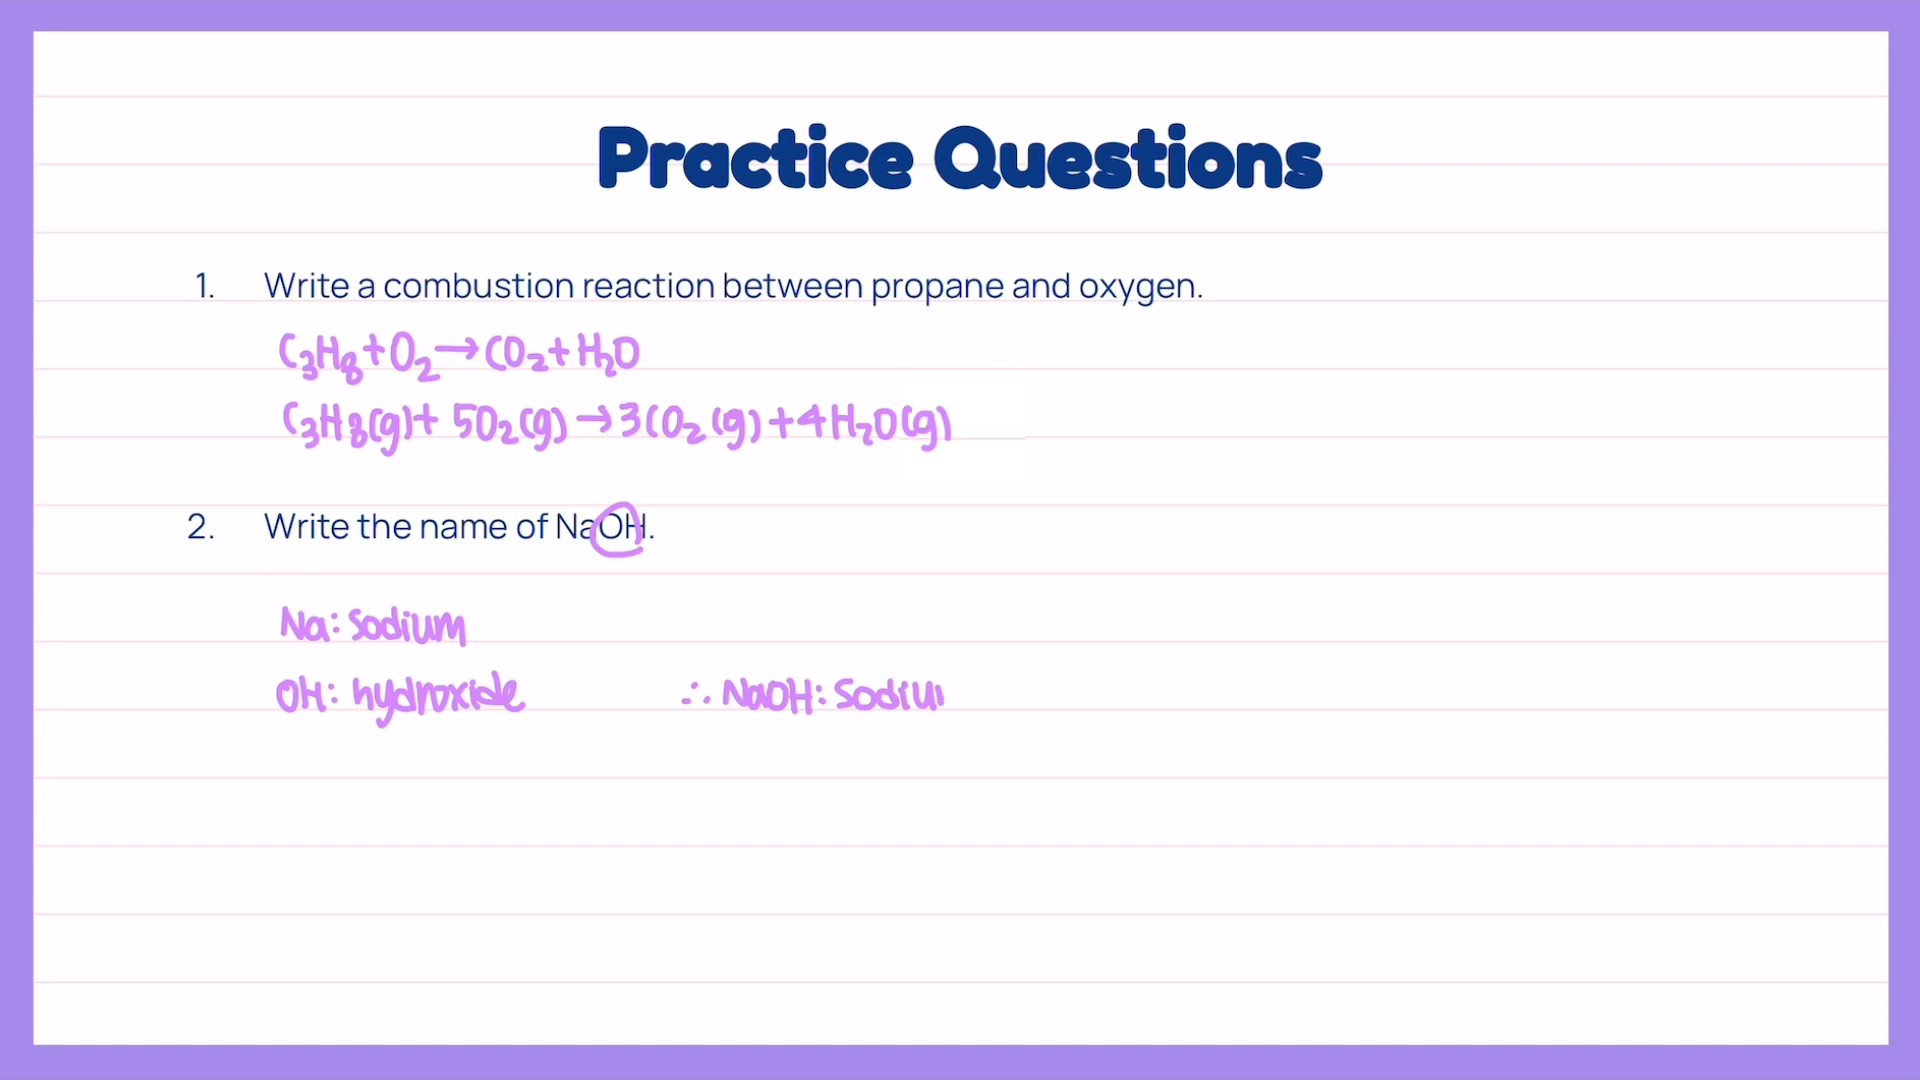 Practice Questions
1. Write a combustion reaction between propane and oxygen.
C₃H₈ + O₂ → CO₂ + H₂O
C₃H₈(g) + 5O₂(g) → 3CO₂(g) + 4H₂O(g)
2. Write the name of NaOH.
Na: Sodium
OH: hydroxide ∴ NaOH: Sodiu